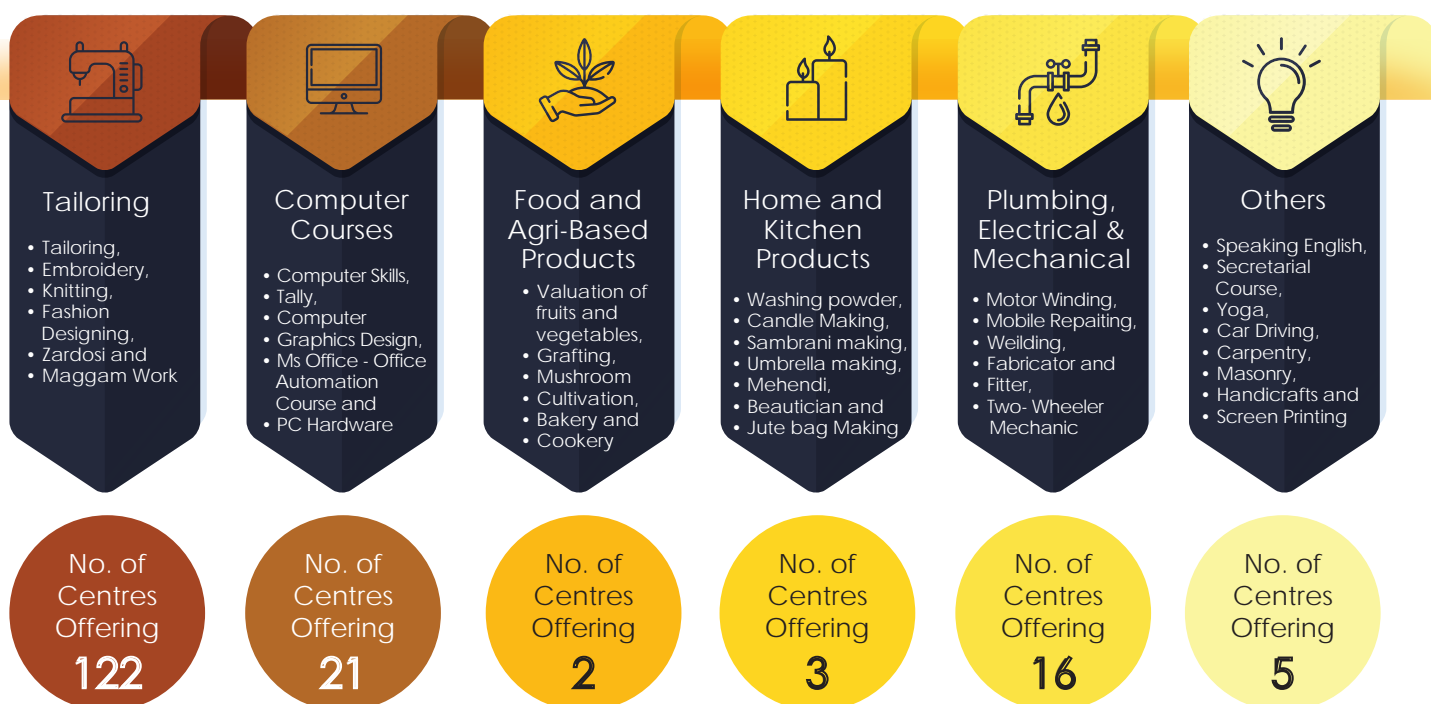 Tailoring
• Tailoring,
• Embroidery,
• Knitting,
• Fashion
Designing,
• Zardosi and
• Maggam Work
Computer
Courses
• Computer Skills,
• Tally,
• Computer
• Graphics Design,
• Ms Office - Office
Automation
Course and
• PC Hardware
Food and
Agri-Based
Products
• Valuation of
fruits and
vegetables,
• Grafting,
• Mushroom
Cultivation,
• Bakery and
• Cookery
Home and
Kitchen
Products
• Washing powder,
• Candle Making,
• Sambrani making,
• Umbrella making,
• Mehendi,
• Beautician and
• Jute bag Making
Plumbing,
Electrical &
Mechanical
• Motor Winding,
• Mobile Repaiting,
• Weilding,
• Fabricator and
• Fitter,
• Two- Wheeler
Mechanic
Others
• Speaking English,
• Secretarial
Course,
• Yoga,
• Car Driving,
• Carpentry,
• Masonry,
• Handicrafts and
• Screen Printing
No. of
Centres
Offering
122
No. of
Centres
Offering
21
No. of
Centres
Offering
2
No. of
Centres
Offering
3
No. of
Centres
Offering
16
No. of
Centres
Offering
5